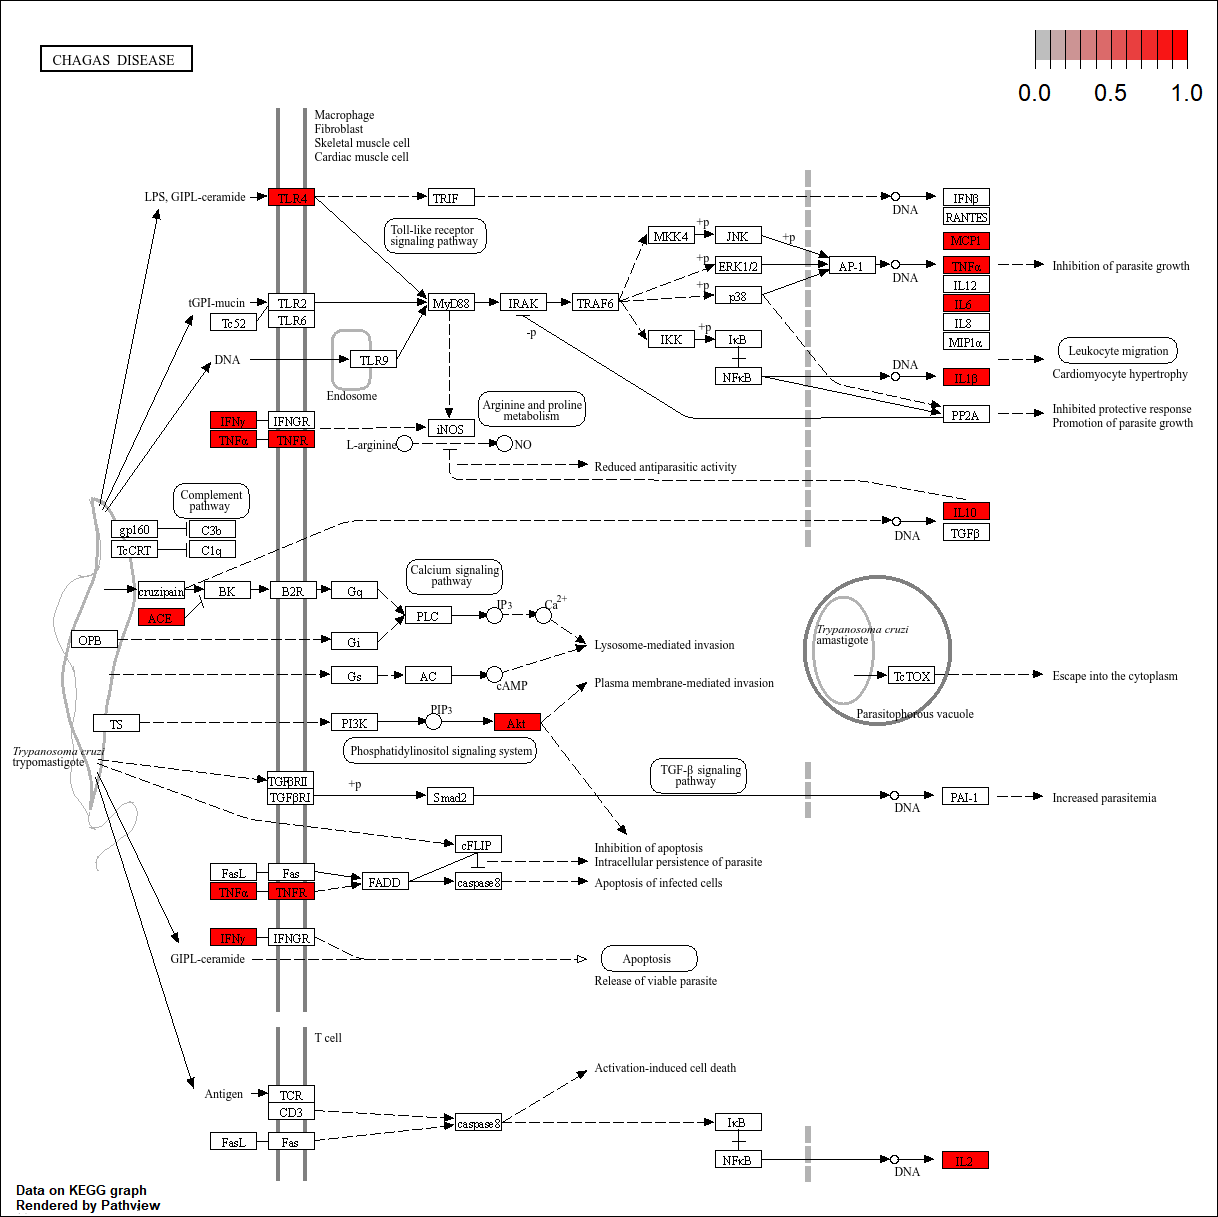 CHAGAS DISEASE
0.0 0.5 1.0
Macrophage
Fibroblast
Skeletal muscle cell
Cardiac muscle cell
LPS, GIPL-ceramide
TLR4
TRIF
DNA
IFNβ
RANTES
Toll-like receptor
signaling pathway
MKK4
+p
JNK
+p
MCP1
+p
ERK1/2
AP-1
DNA
TNFα
Inhibition of parasite growth
IL12
tGPI-mucin
TLR2
MyD88
IRAK
TRAF6
+p
p38
IL6
Tc52
TLR6
IL8
-p
IKK
+p
IκB
MIP1α
DNA
TLR9
Leukocyte migration
NFκB
DNA
IL1β
Cardiomyocyte hypertrophy
Endosome
Arginine and proline
metabolism
PP2A
Inhibited protective response
Promotion of parasite growth
IFNγ
IFNGR
iNOS
TNFα
TNFR
L-arginine
NO
Reduced antiparasitic activity
Complement
pathway
IL10
TGFβ
DNA
gp160
C3b
TcCRT
C1q
Calcium signaling
pathway
cruzipain
BK
B2R
Gq
ACE
PLC
IP3
Ca2+
OPB
Gi
Lysosome-mediated invasion
Trypanosoma cruzi
amastigote
Gs
AC
cAMP
Plasma membrane-mediated invasion
TcTOX
Escape into the cytoplasm
Parasitophorous vacuole
TS
PI3K
PIP3
Akt
Phosphatidylinositol signaling system
Trypanosoma cruzi
trypomastigote
TGF-β signaling
pathway
TGFβRII
TGFβRI
+p
Smad2
DNA
PAI-1
Increased parasitemia
cFLIP
Inhibition of apoptosis
Intracellular persistence of parasite
FasL
Fas
FADD
caspase8
Apoptosis of infected cells
TNFα
TNFR
IFNγ
IFNGR
GIPL-ceramide
Apoptosis
Release of viable parasite
T cell
Activation-induced cell death
Antigen
TCR
CD3
caspase8
IκB
FasL
Fas
NFκB
DNA
IL2
Data on KEGG graph
Rendered by Pathview